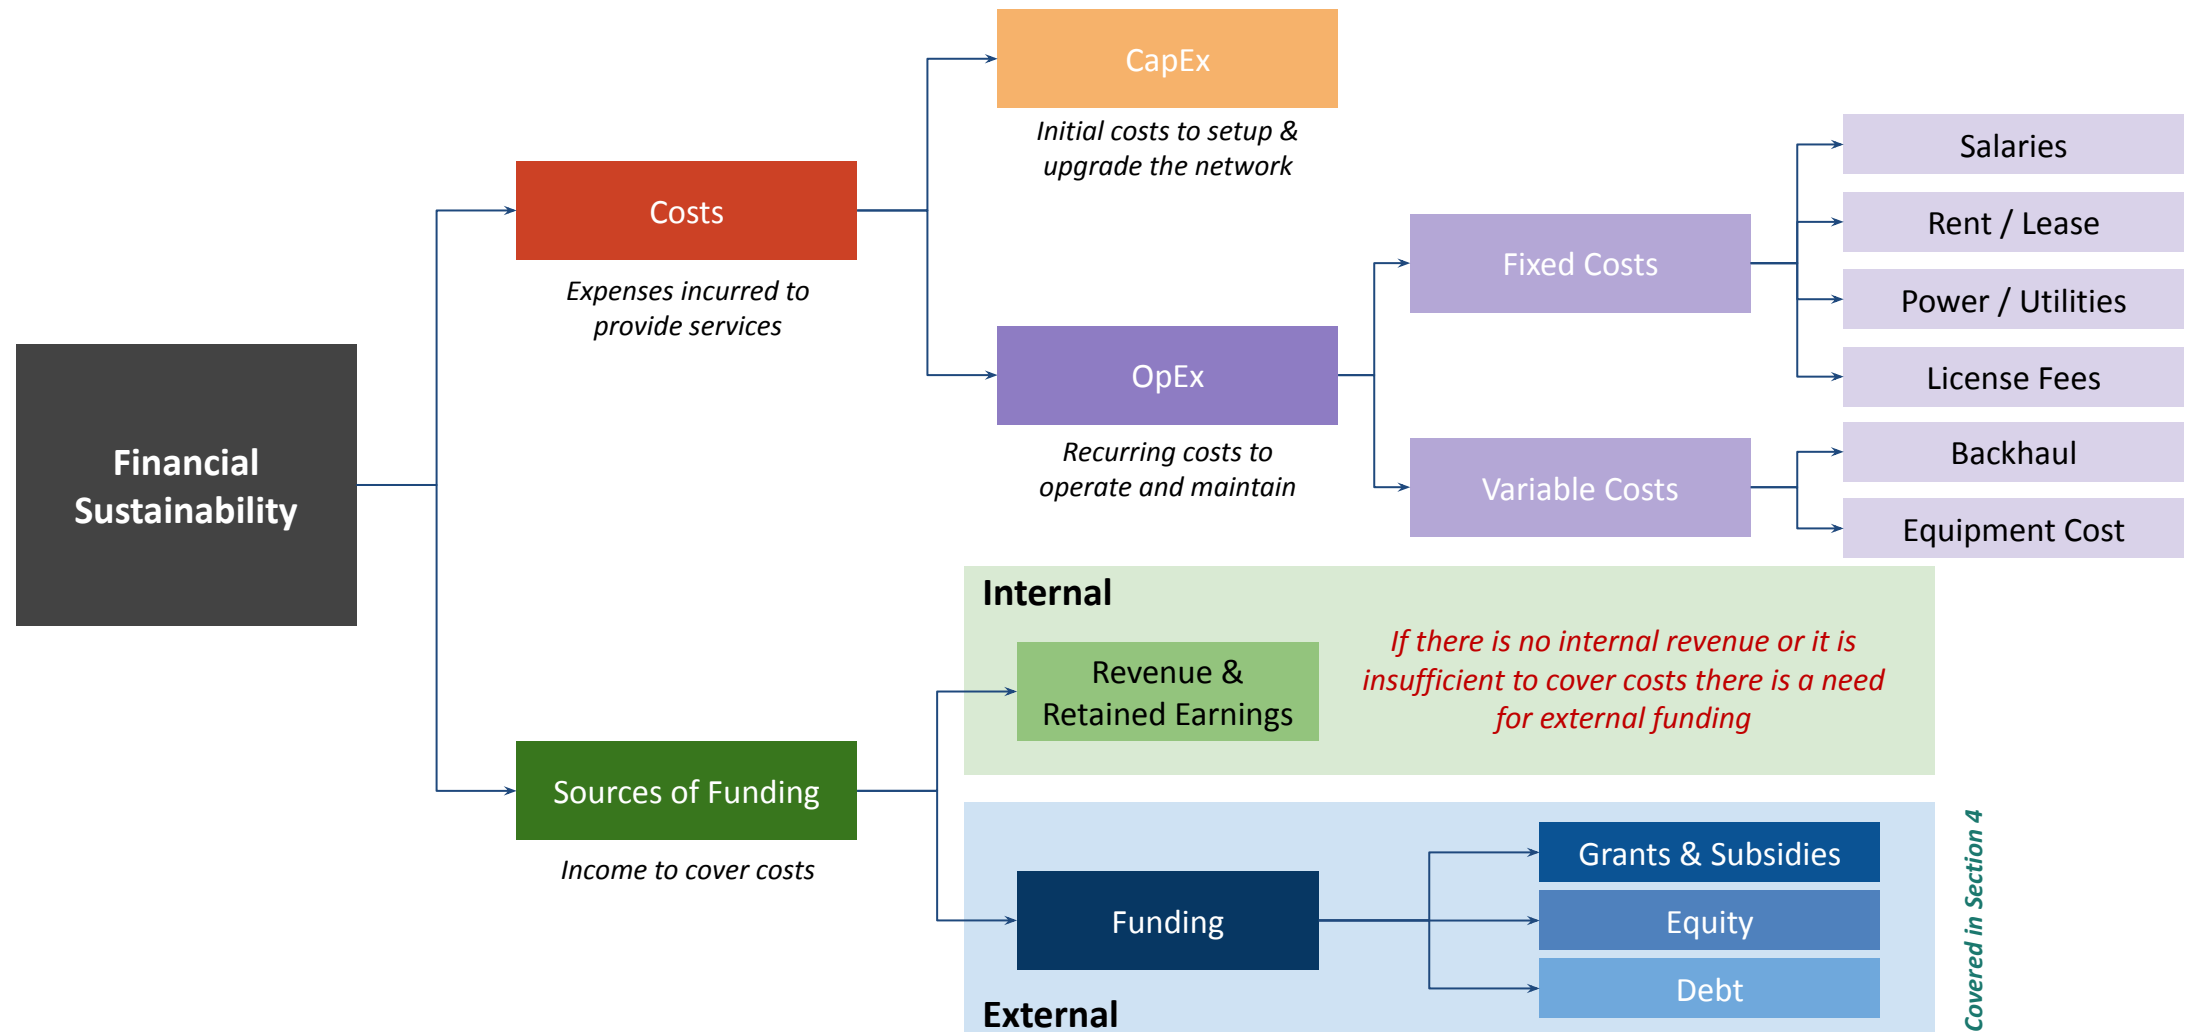 CapEx
Initial costs to setup &
upgrade the network
Salaries
Costs
Rent / Lease
Fixed Costs
Expenses incurred to
provide services
Power / Utilities
OpEx
License Fees
Financial
Sustainability
Recurring costs to
operate and maintain
Backhaul
Variable Costs
Equipment Cost
Internal
Revenue &
Retained Earnings
If there is no internal revenue or it is
insufficient to cover costs there is a need
for external funding
Sources of Funding
Income to cover costs
Grants & Subsidies
Funding
Equity
Debt
External
Covered in Section 4